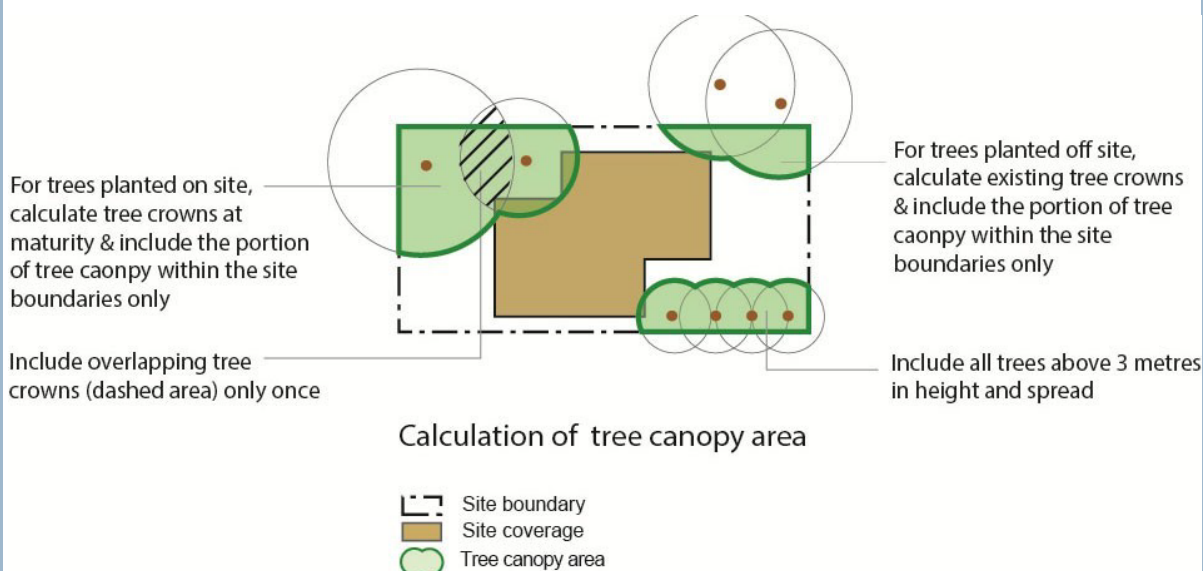 For trees planted on site,
calculate tree crowns at
maturity & include the portion
of tree caonpy within the site
boundaries only
Include overlapping tree
crowns (dashed area) only once
For trees planted off site,
calculate existing tree crowns
& include the portion of tree
caonpy within the site
boundaries only
Include all trees above 3 metres
in height and spread
Calculation of tree canopy area
Site boundary
Site coverage
Tree canopy area